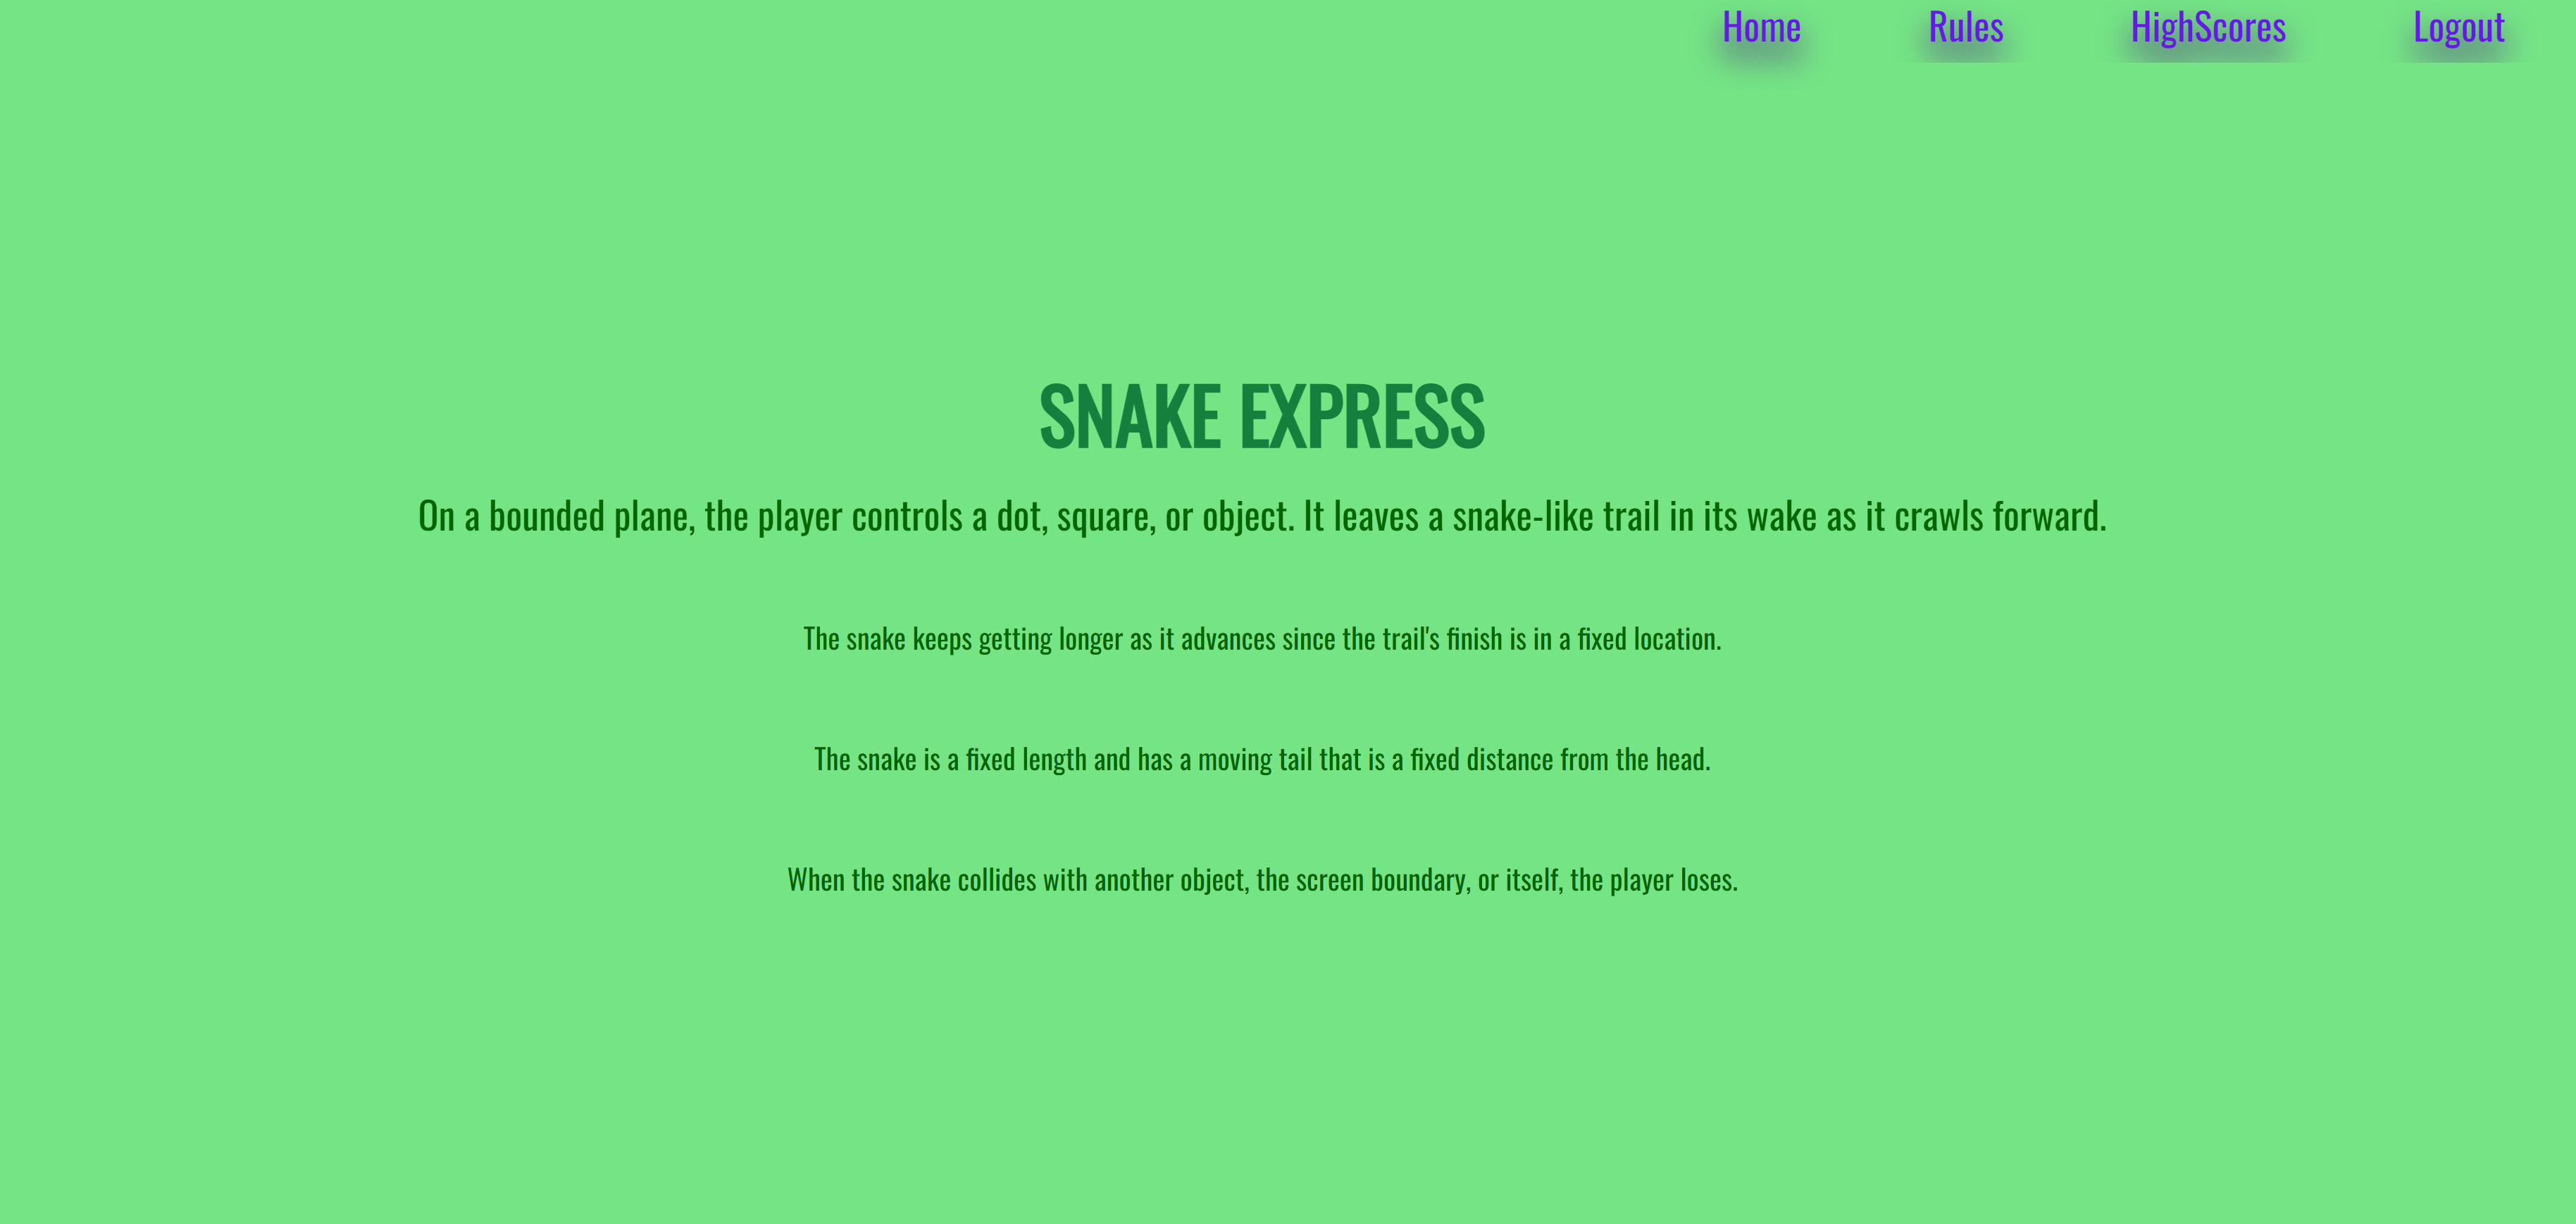 Home Rules HighScores Logout
SNAKE EXPRESS
On a bounded plane, the player controls a dot, square, or object. It leaves a snake-like trail in its wake as it crawls forward.
The snake keeps getting longer as it advances since the trail's finish is in a fixed location.
The snake is a fixed length and has a moving tail that is a fixed distance from the head.
When the snake collides with another object, the screen boundary, or itself, the player loses.